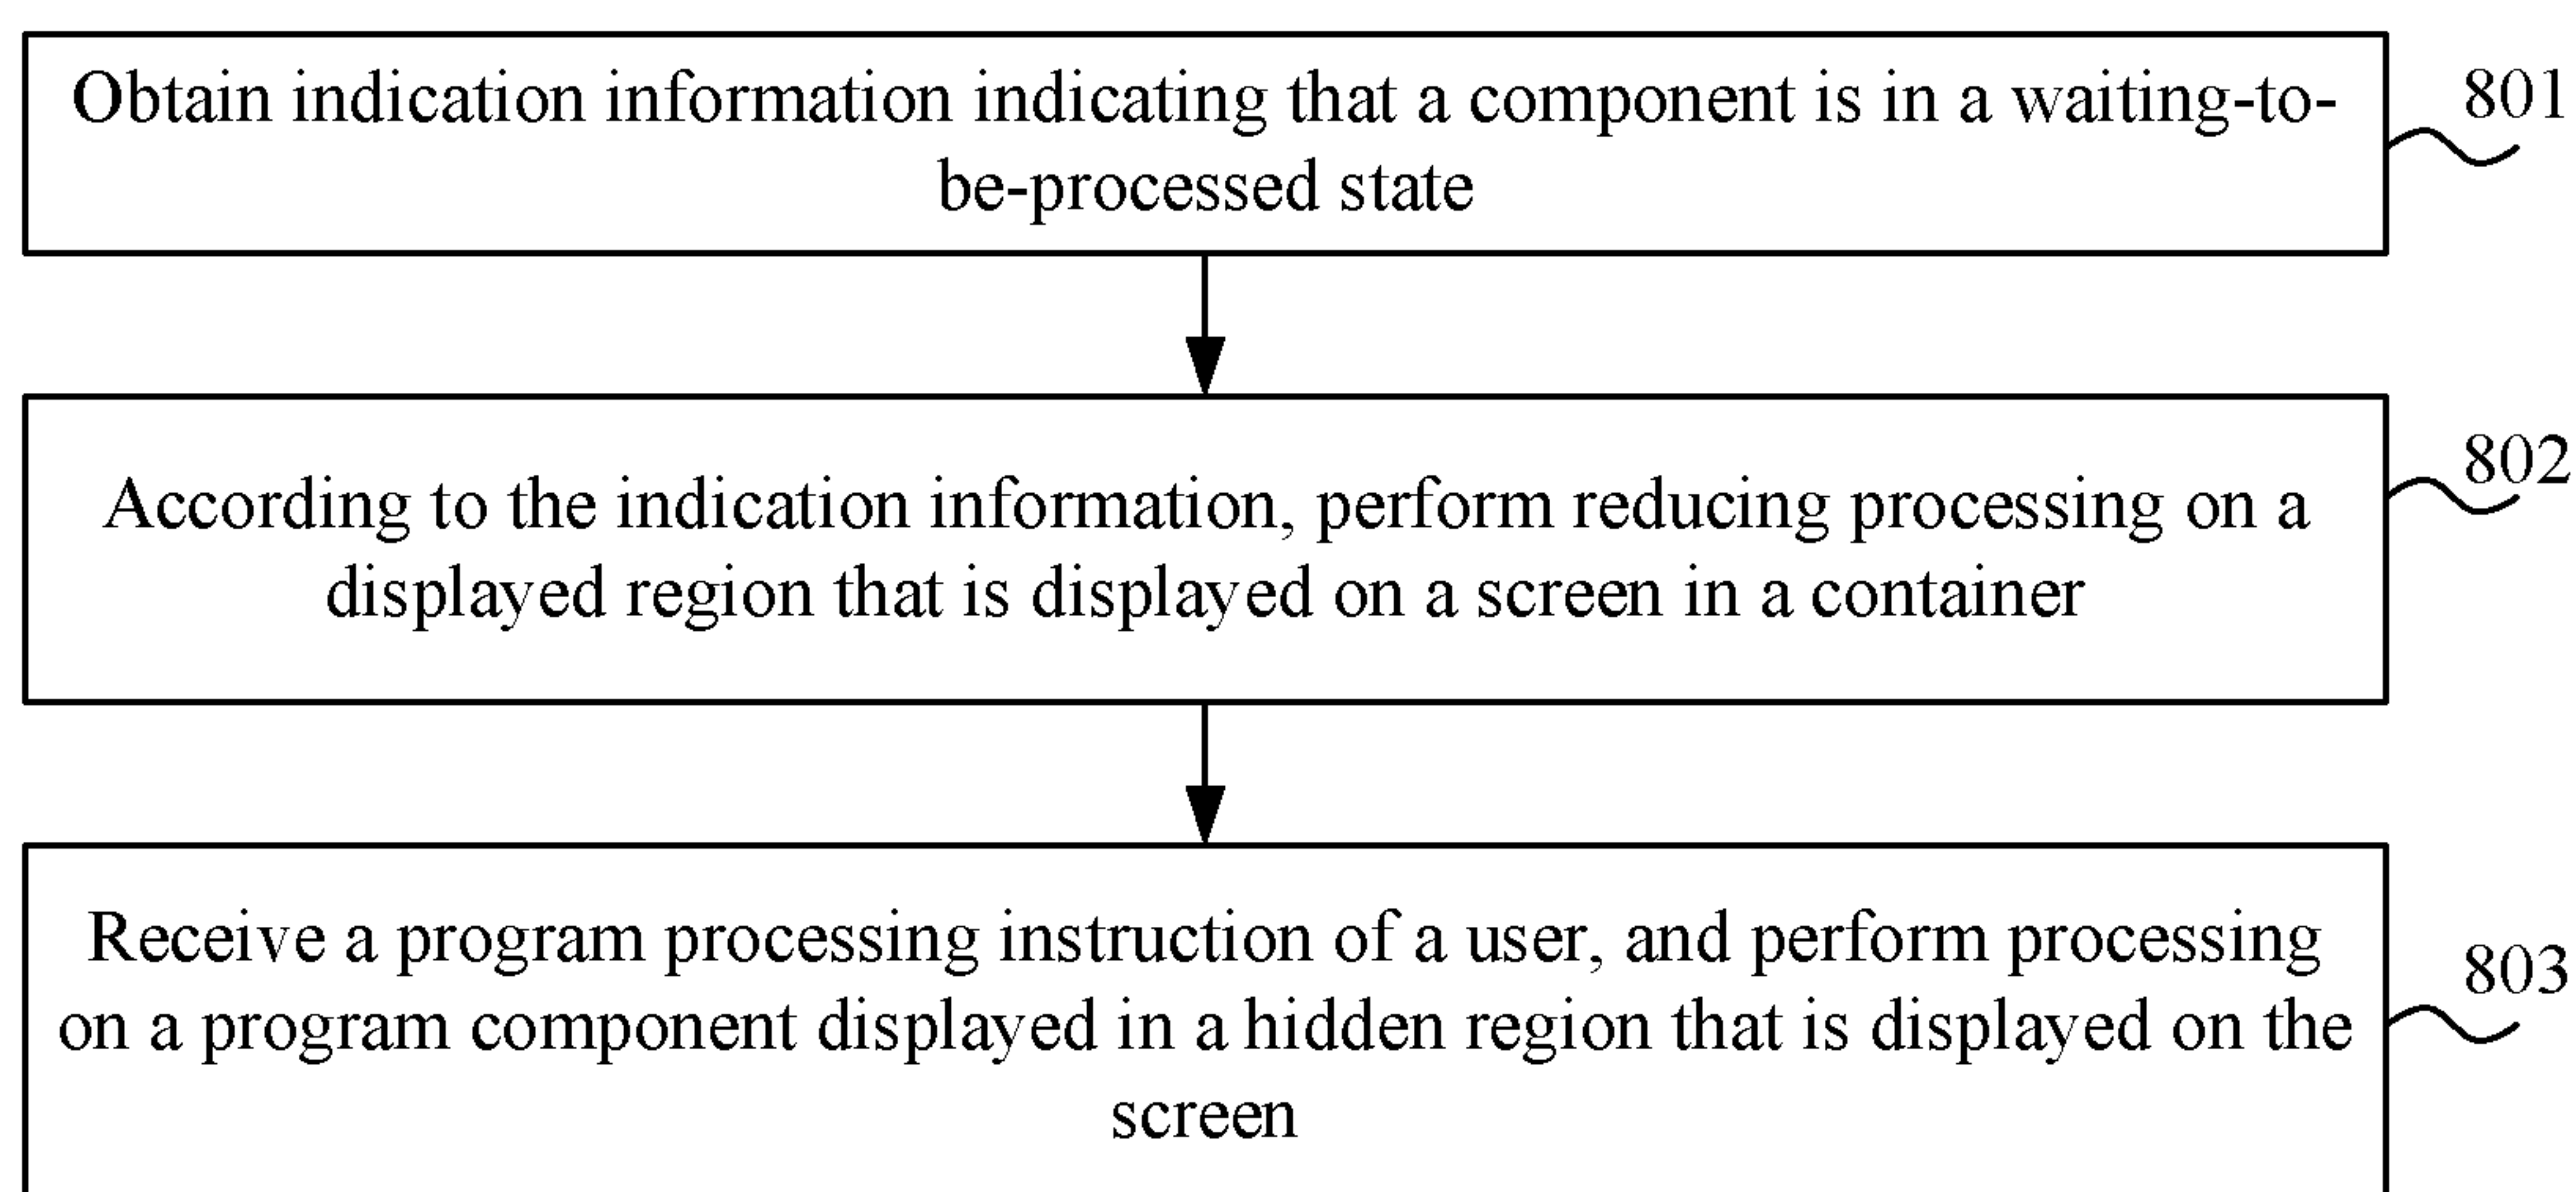 Obtain indication information indicating that a component is in a waiting-to-
be-processed state
801
According to the indication information, perform reducing processing on a
displayed region that is displayed on a screen in a container
802
Receive a program processing instruction of a user, and perform processing
on a program component displayed in a hidden region that is displayed on the
screen
803